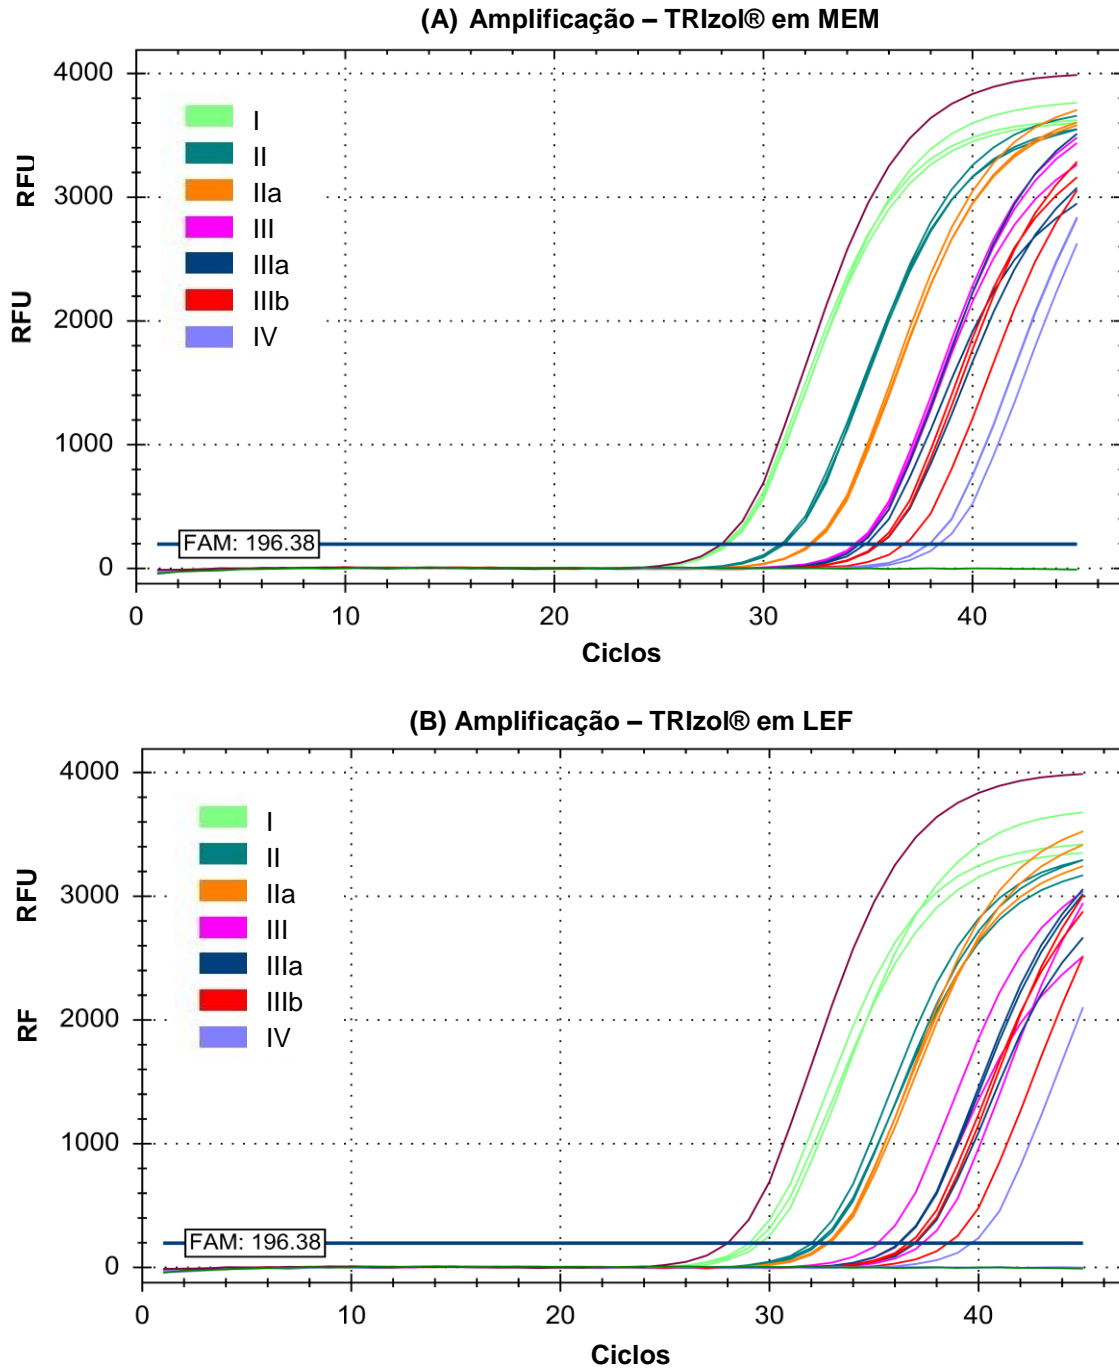 (A) Amplificação – TRIzol® em MEM
4000
3000
2000
1000
0
RFU
RFU
I
II
IIa
III
IIIa
IIIb
IV
FAM: 196.38
0
10
20
30
40
Ciclos
(B) Amplificação – TRIzol® em LEF
4000
3000
2000
1000
0
RFU
RF
I
II
IIa
III
IIIa
IIIb
IV
FAM: 196.38
0
10
20
30
40
Ciclos